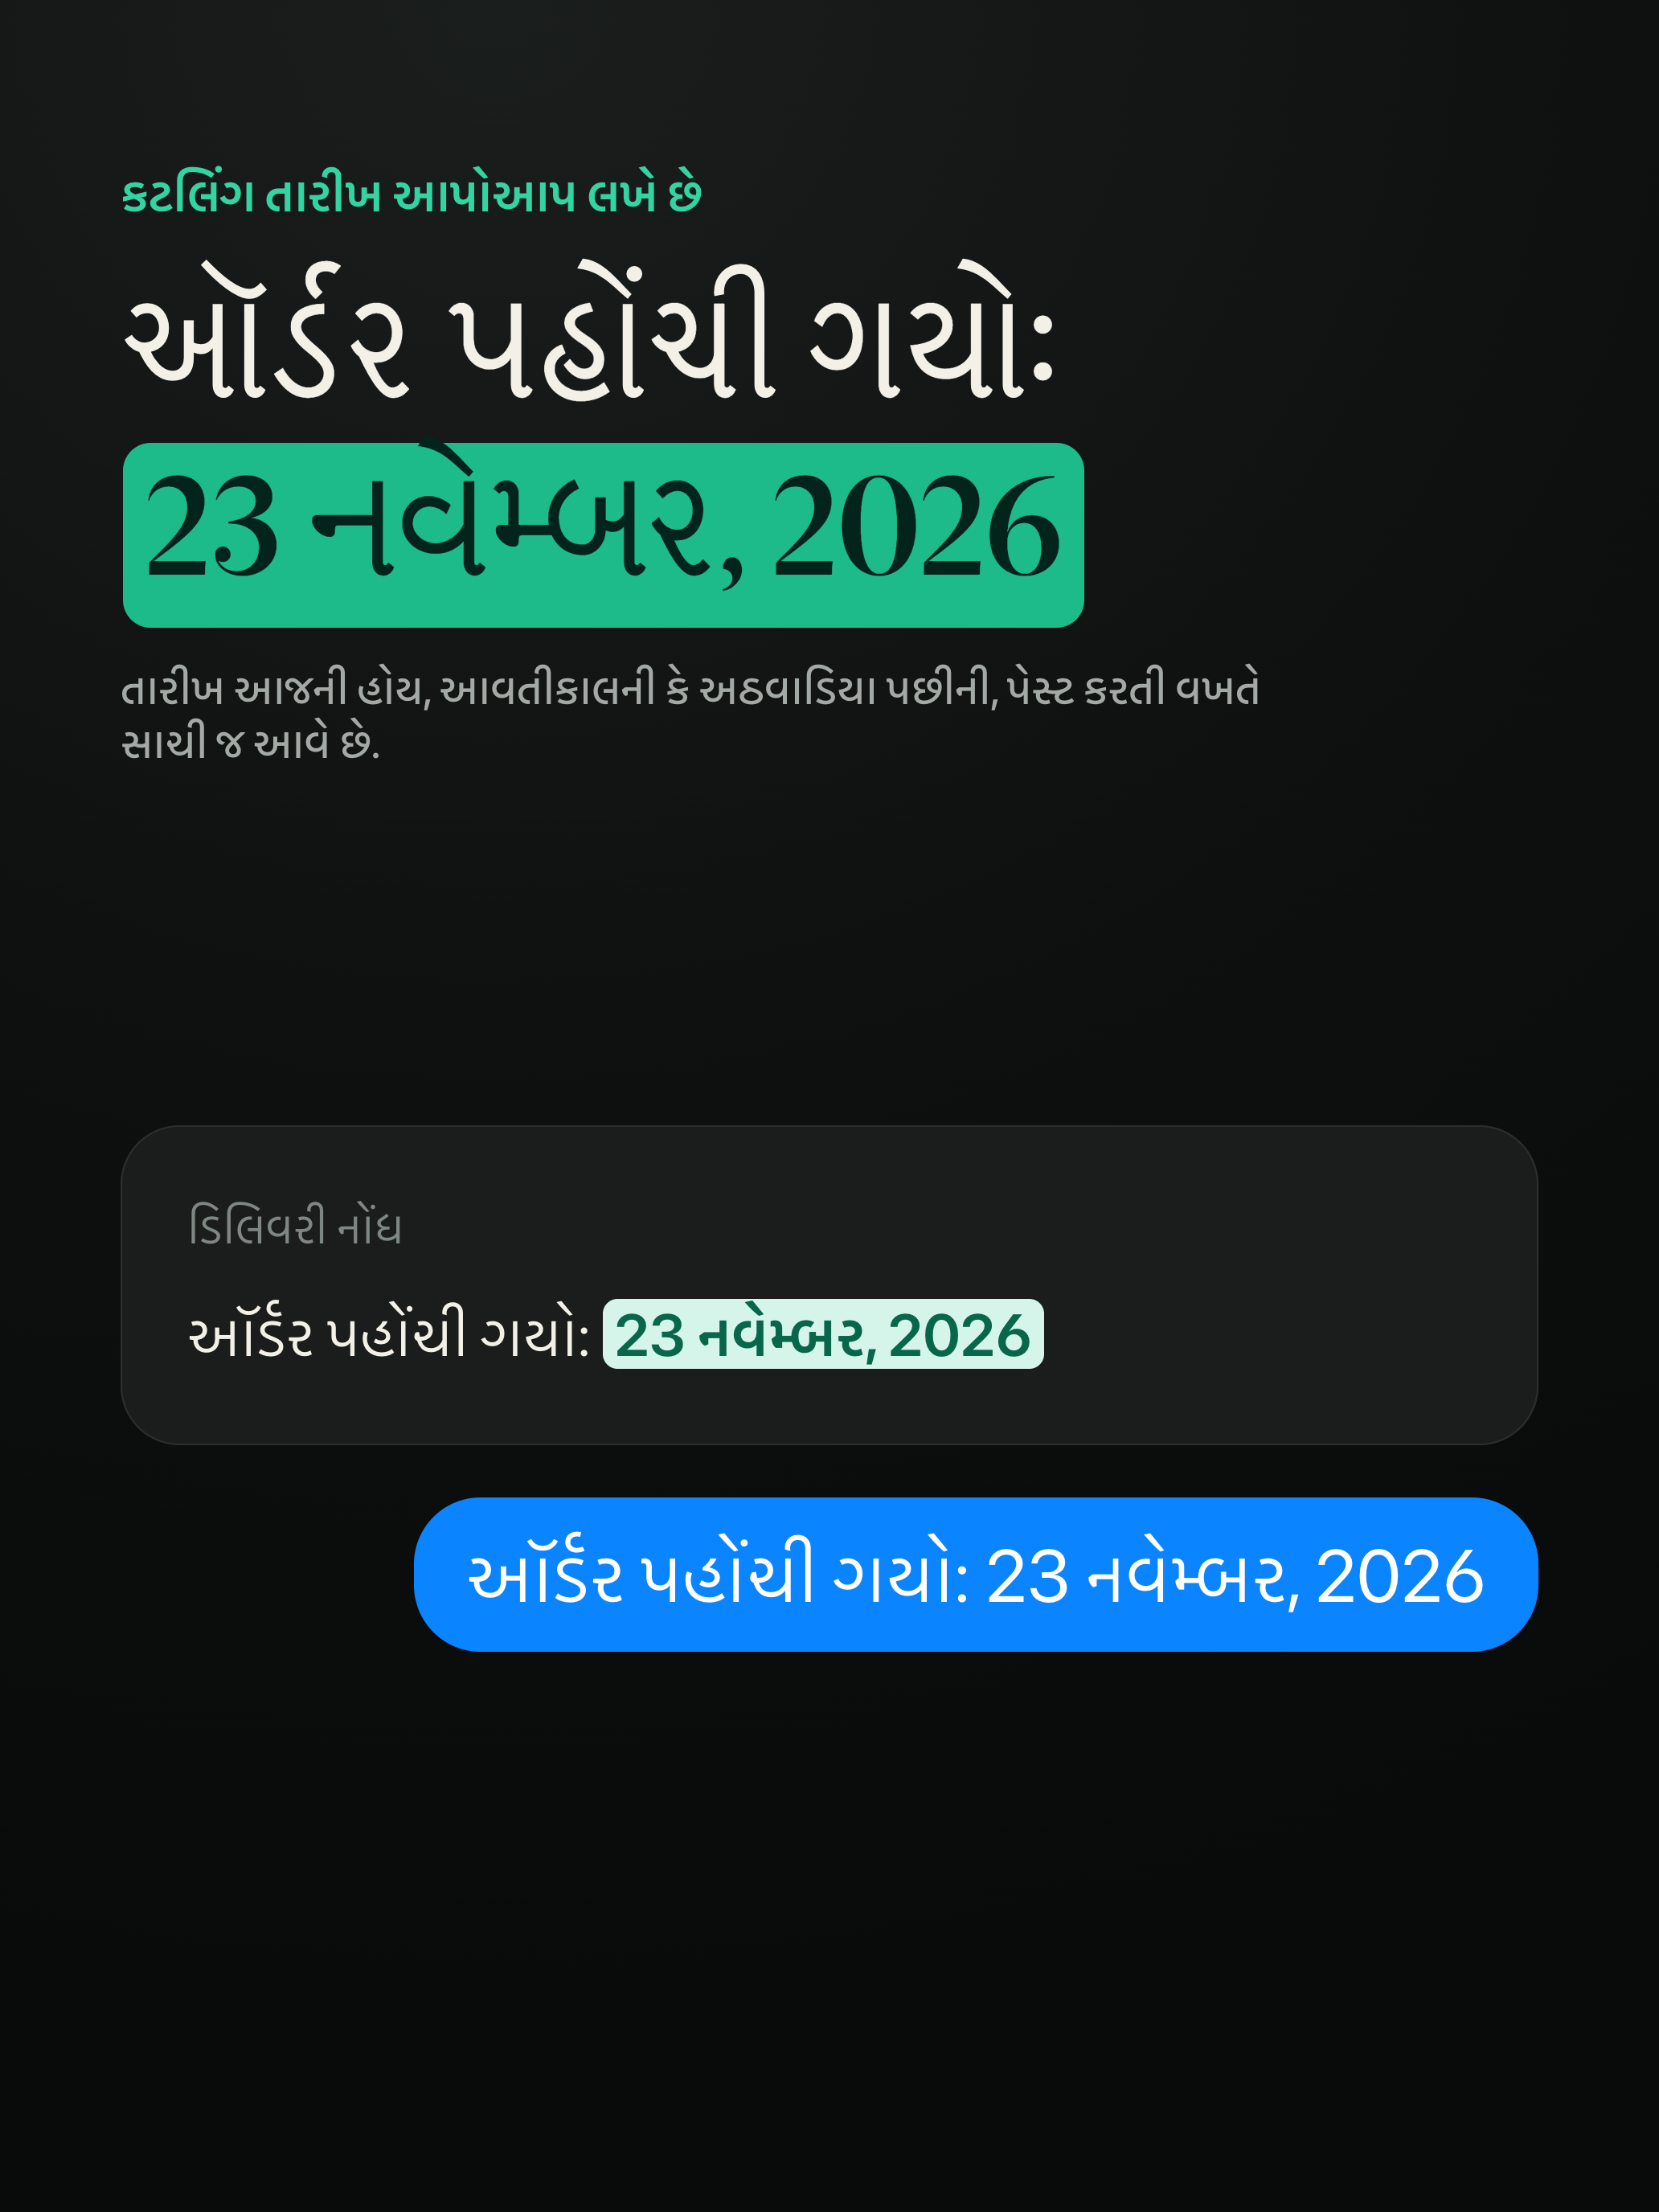 કટલિંગ તારીખ આપોઆપ લખે છે
ઑર્ડર પહોંચી ગયો:
23 નવેમ્બર, 2026
તારીખ આજની હોય, આવતીકાલની કે અઠવાડિયા પછીની, પેસ્ટ કરતી વખતે
સાચી જ આવે છે.
ડિલિવરી નોંધ
ઑર્ડર પહોંચી ગયો: 23 નવેમ્બર, 2026
ઑર્ડર પહોંચી ગયો: 23 નવેમ્બર, 2026